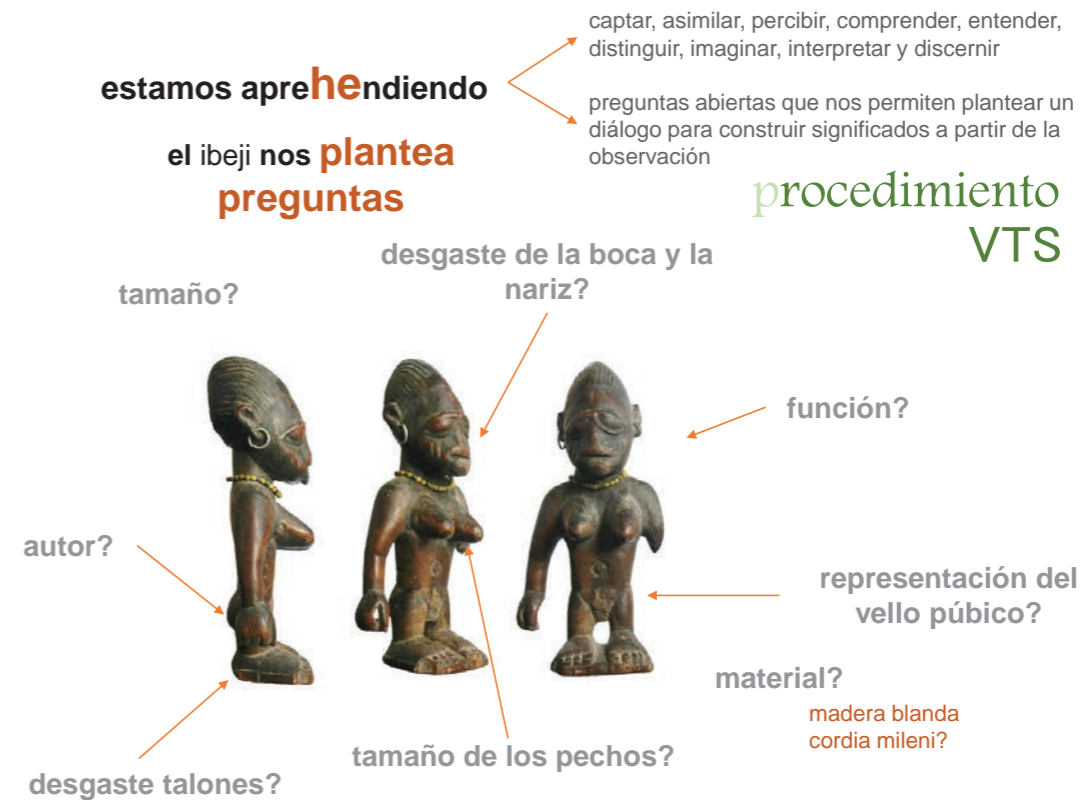 captar, asimilar, percibir, comprender, entender,
distinguir, imaginar, interpretar y discernir
estamos aprehendiendo
preguntas abiertas que nos permiten plantear un
diálogo para construir significados a partir de la
observación
el ibeji nos plantea
preguntas
procedimiento
VTS
desgaste de la boca y la
nariz?
tamaño?
función?
autor?
representación del
vello púbico?
material?
madera blanda
cordia mileni?
tamaño de los pechos?
desgaste talones?